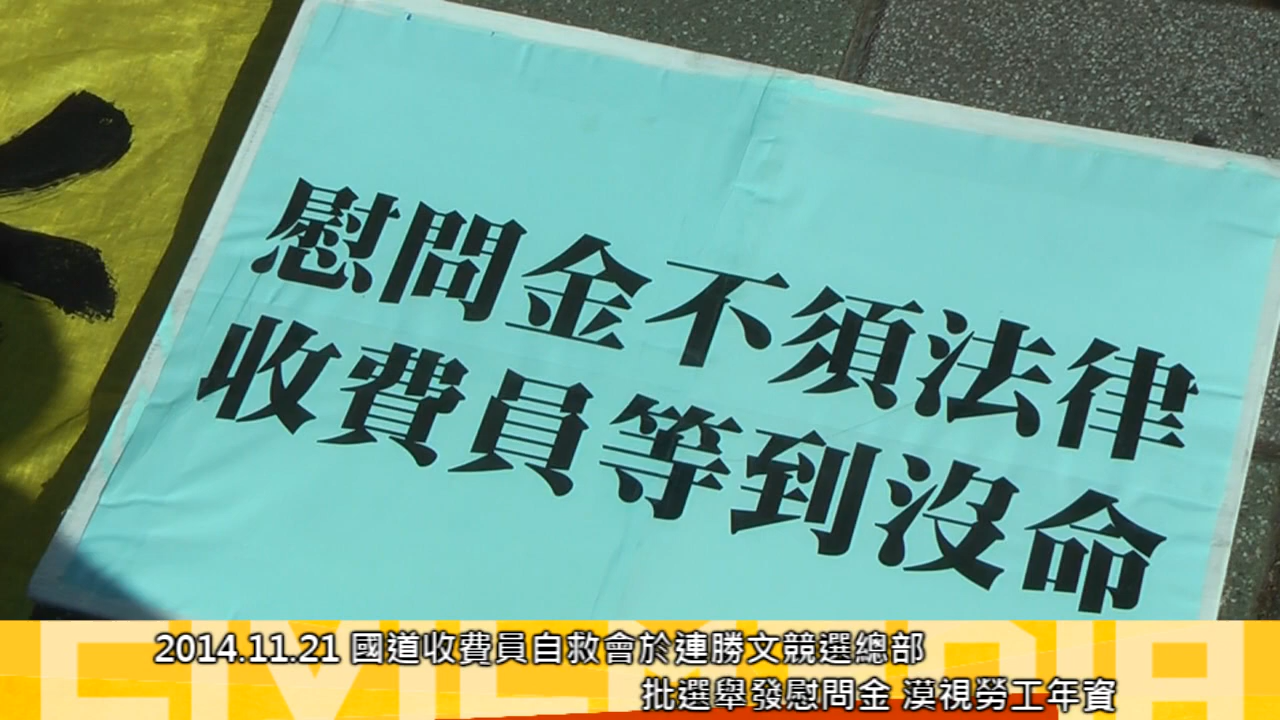 慰問金不須法律
收費員等到沒命
2014.11.21 國道收費員自救會於連勝文競選總部
批選舉發慰問金 漠視勞工年資